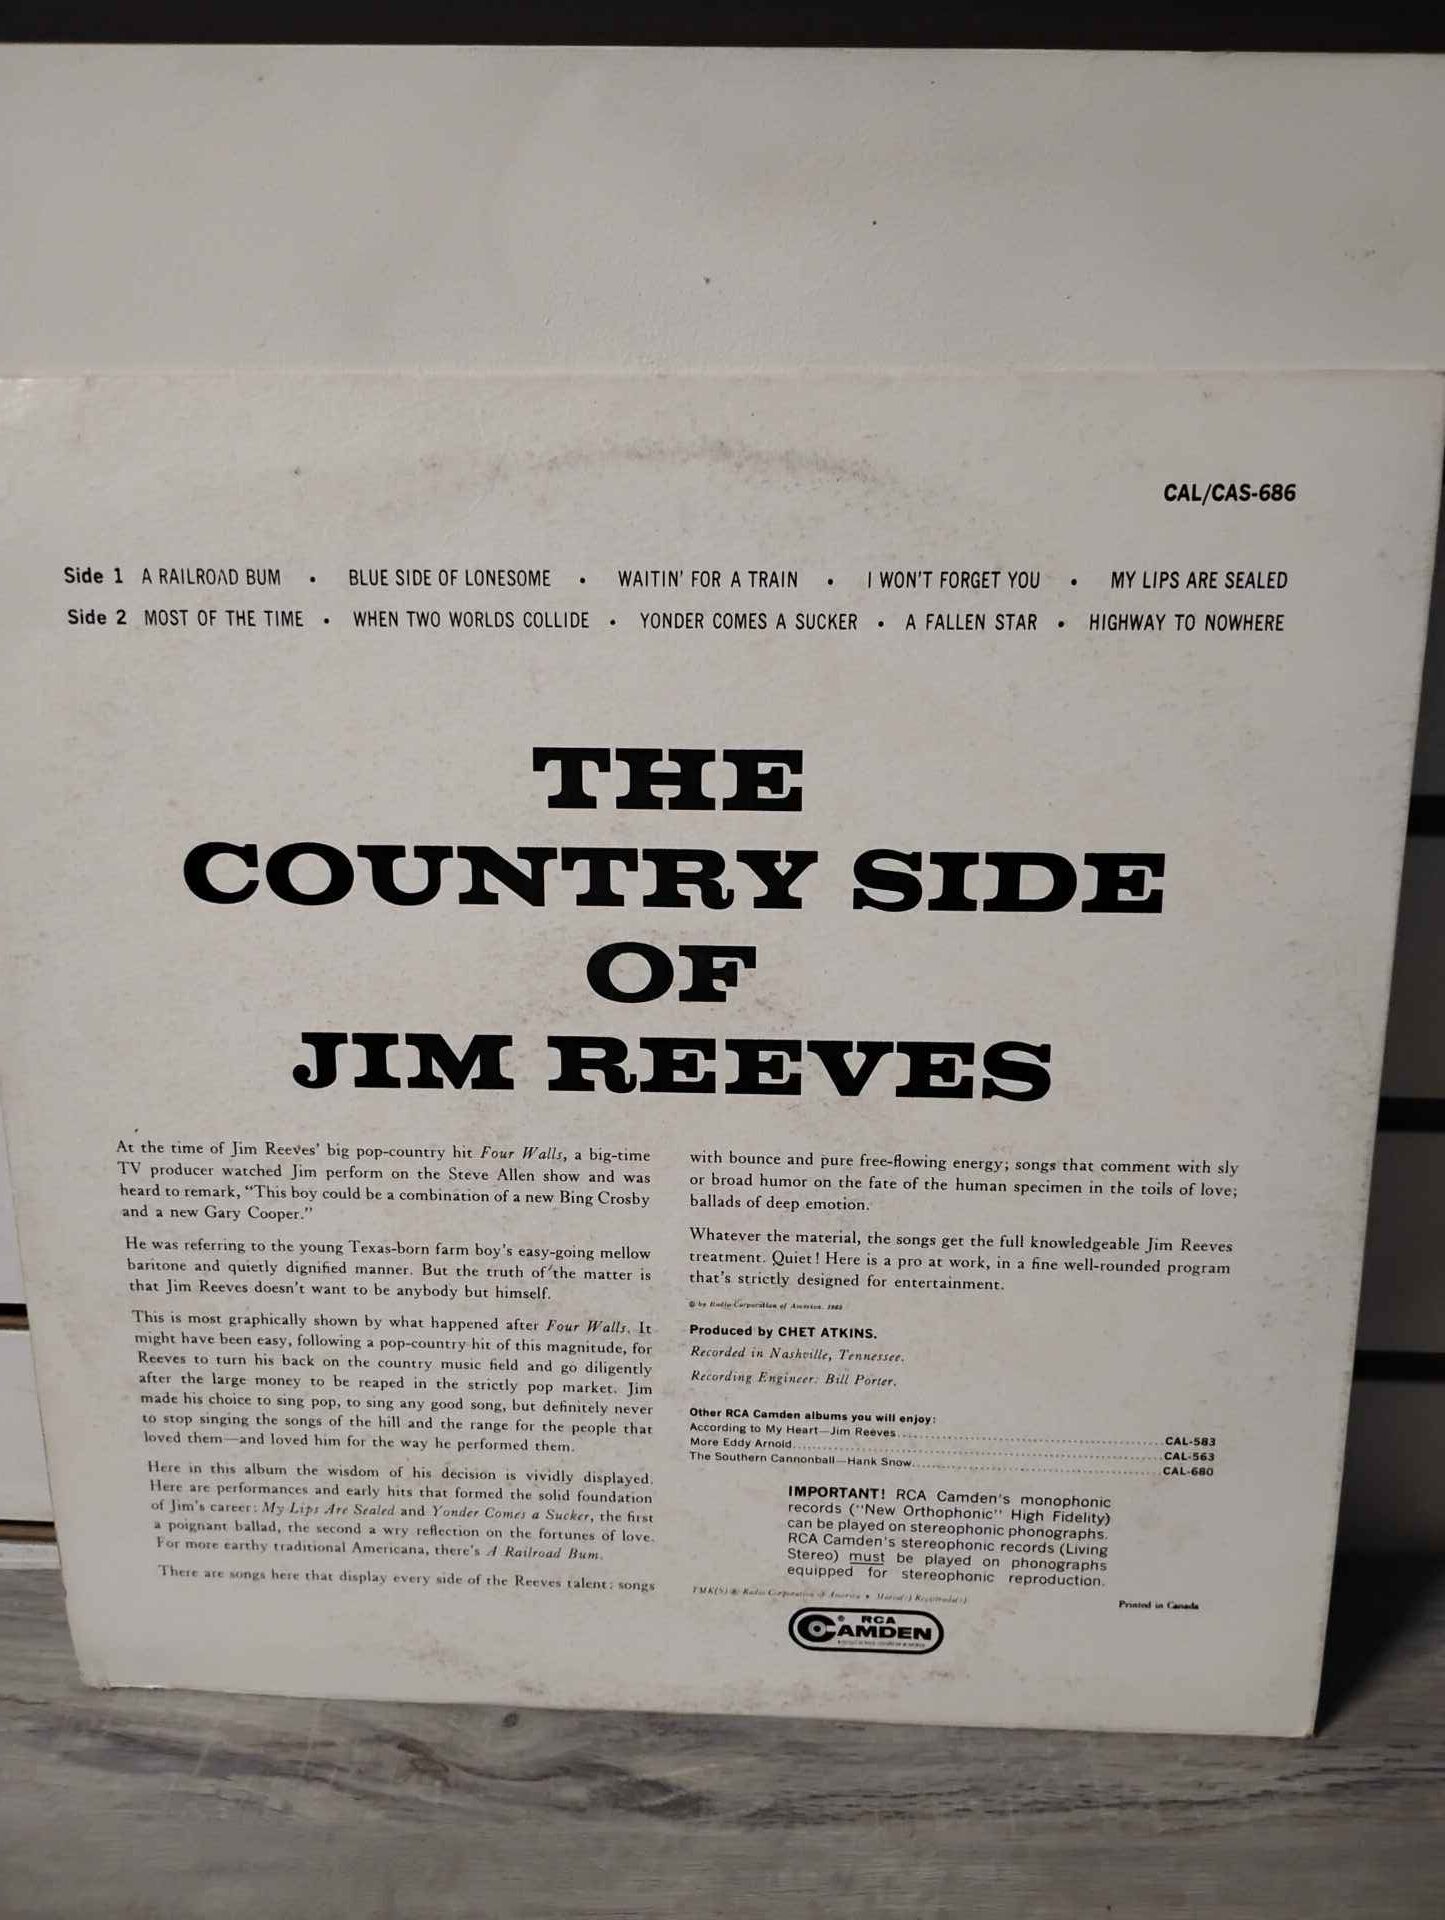 CAL/CAS-686
Side 1 A RAILROAD BUM • BLUE SIDE OF LONESOME • WAITIN' FOR A TRAIN • I WON'T FORGET YOU • MY LIPS ARE SEALED
Side 2 MOST OF THE TIME • WHEN TWO WORLDS COLLIDE • YONDER COMES A SUCKER • A FALLEN STAR • HIGHWAY TO NOWHERE
THE
COUNTRY SIDE
OF
JIM REEVES
At the time of Jim Reeves' big pop-country hit Four Walls, a big-time
TV producer watched Jim perform on the Steve Allen show and was
heard to remark, "This boy could be a combination of a new Bing Crosby
and a new Gary Cooper."
He was referring to the young Texas-born farm boy's easy-going mellow
baritone and quietly dignified manner. But the truth of the matter is
that Jim Reeves doesn't want to be anybody but himself.
This is most graphically shown by what happened after Four Walls. It
might have been easy, following a pop-country hit of this magnitude, for
Reeves to turn his back on the country music field and go diligently
after the large money to be reaped in the strictly pop market. Jim
made his choice to sing pop, to sing any good song, but definitely never
to stop singing the songs of the hill and the range for the people that
loved them—and loved him for the way he performed them.
Here in this album the wisdom of his decision is vividly displayed.
Here are performances and early hits that formed the solid foundation
of Jim's career: My Lips Are Sealed and Yonder Comes a Sucker, the first
a poignant ballad, the second a wry reflection on the fortunes of love.
For more earthy traditional Americana, there's A Railroad Bum.
There are songs here that display every side of the Reeves talent: songs
with bounce and pure free-flowing energy; songs that comment with sly
or broad humor on the fate of the human specimen in the toils of love;
ballads of deep emotion.
Whatever the material, the songs get the full knowledgeable Jim Reeves
treatment. Quiet! Here is a pro at work, in a fine well-rounded program
that's strictly designed for entertainment.
© by Radio Corporation of America, 1962
Produced by CHET ATKINS.
Recorded in Nashville, Tennessee.
Recording Engineer: Bill Porter.
Other RCA Camden albums you will enjoy:
According to My Heart—Jim Reeves CAL-583
More Eddy Arnold CAL-563
The Southern Cannonball—Hank Snow CAL-680
IMPORTANT! RCA Camden's monophonic
records ("New Orthophonic" High Fidelity)
can be played on stereophonic phonographs.
RCA Camden's stereophonic records (Living
Stereo) must be played on phonographs
equipped for stereophonic reproduction.
TMK(S) ® Radio Corporation of America • Marca(s) Registrada(s)
Printed in Canada
RCA
CAMDEN